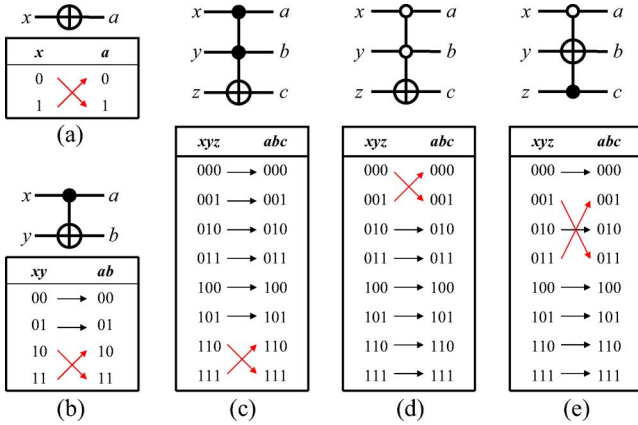 x a
x a
0 0
1 1
(a)
x a
y b
xy ab
00 00
01 01
10 10
11 11
(b)
x a
y b
z c
xyz abc
000 000
001 001
010 010
011 011
100 100
101 101
110 110
111 111
(c)
x a
y b
z c
xyz abc
000 000
001 001
010 010
011 011
100 100
101 101
110 110
111 111
(d)
x a
y b
z c
xyz abc
000 000
001 001
010 010
011 011
100 100
101 101
110 110
111 111
(e)